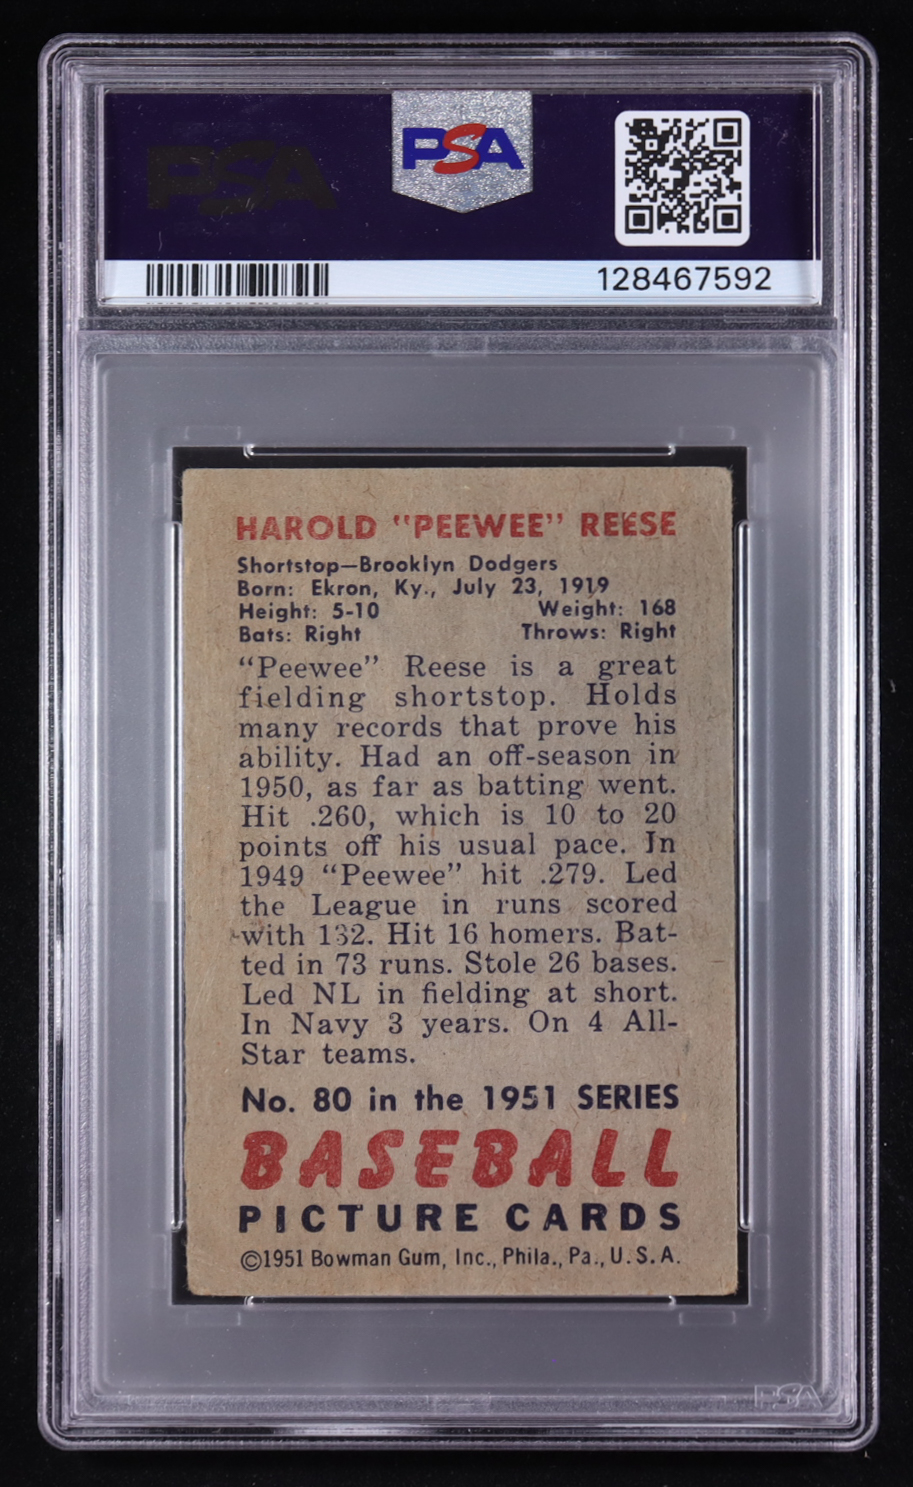 PSA
PSA
128467592
HAROLD "PEEWEE" REESE
Shortstop—Brooklyn Dodgers
Born: Ekron, Ky., July 23, 1919
Height: 5-10 Weight: 168
Bats: Right Throws: Right
"Peewee" Reese is a great
fielding shortstop. Holds
many records that prove his
ability. Had an off-season in
1950, as far as batting went.
Hit .260, which is 10 to 20
points off his usual pace. In
1949 "Peewee" hit .279. Led
the League in runs scored
with 132. Hit 16 homers. Bat-
ted in 73 runs. Stole 26 bases.
Led NL in fielding at short.
In Navy 3 years. On 4 All-
Star teams.
No. 80 in the 1951 SERIES
BASEBALL
PICTURE CARDS
©1951 Bowman Gum, Inc., Phila., Pa., U.S.A.
PSA